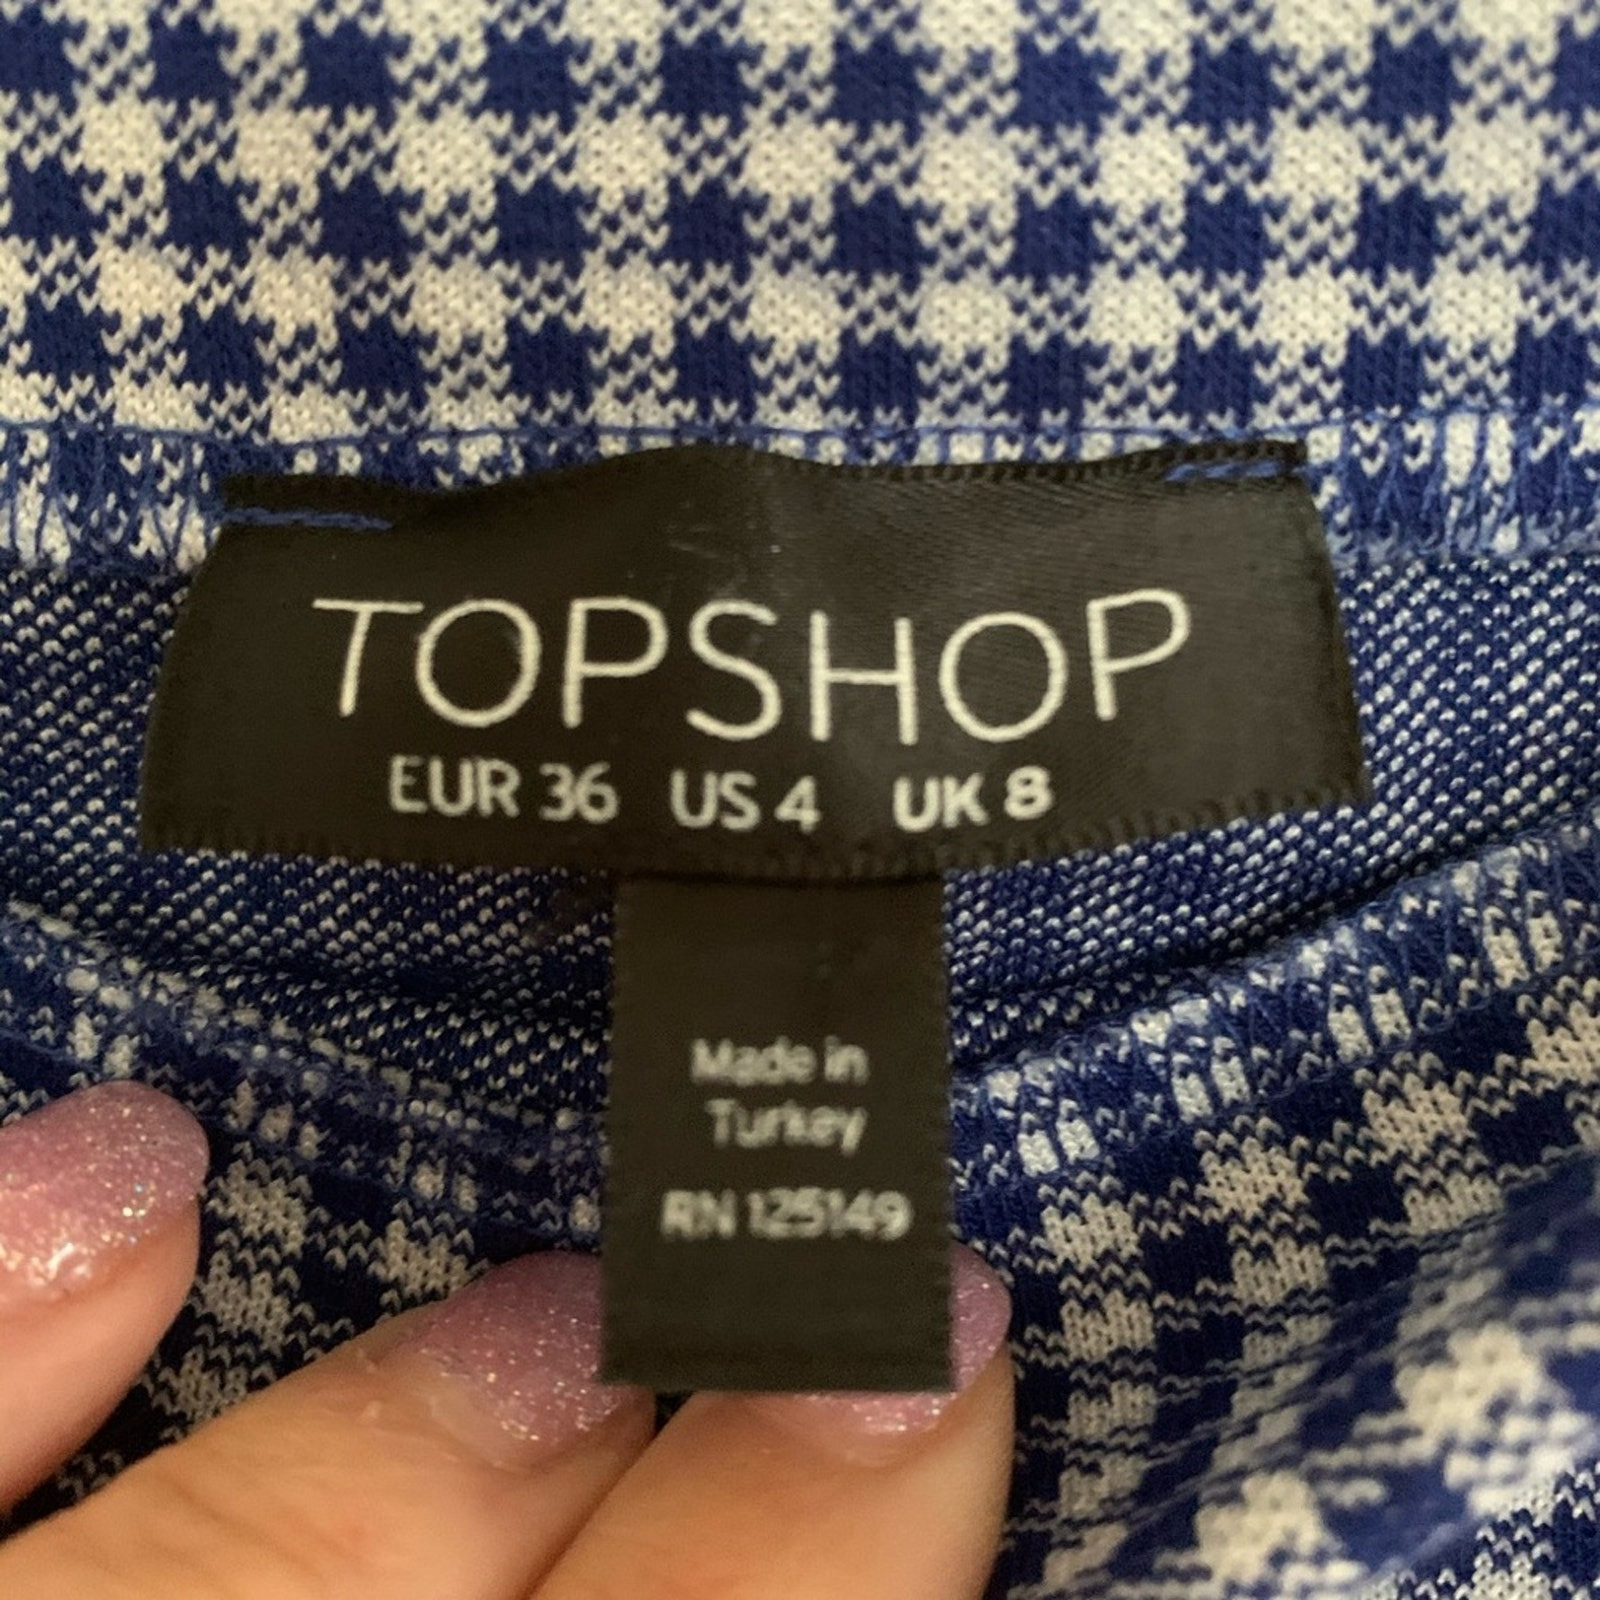 TOPSHOP
EUR 36 US 4 UK 8
Made in
Turkey
RN 125149